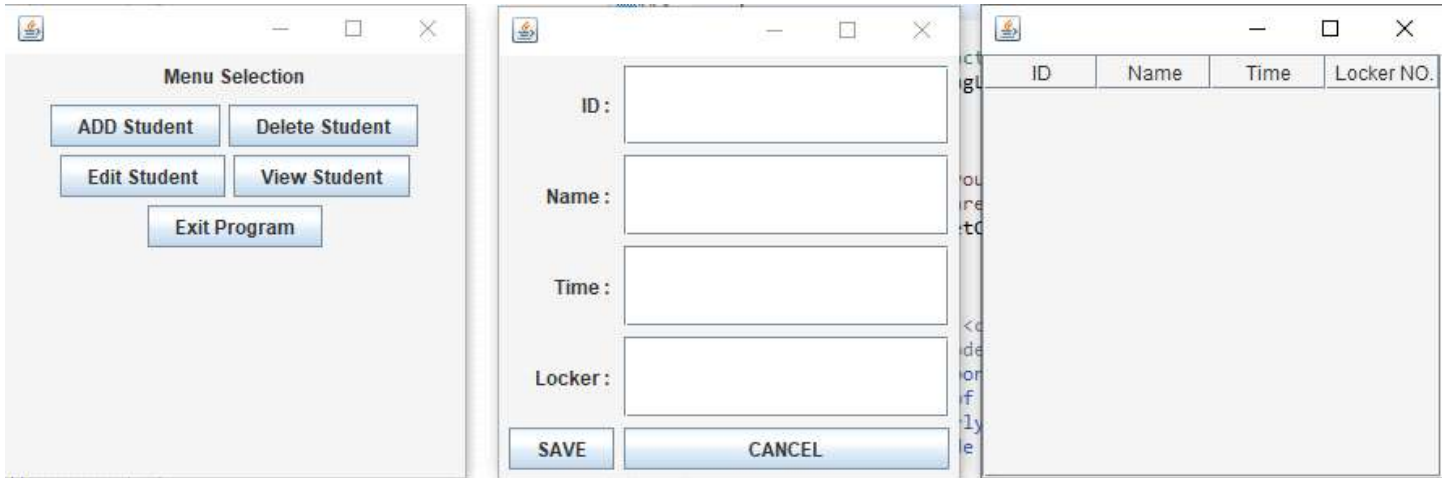 Menu Selection
ADD Student Delete Student
Edit Student View Student
Exit Program
ID :
Name :
Time :
Locker :
SAVE CANCEL
ID Name Time Locker NO.